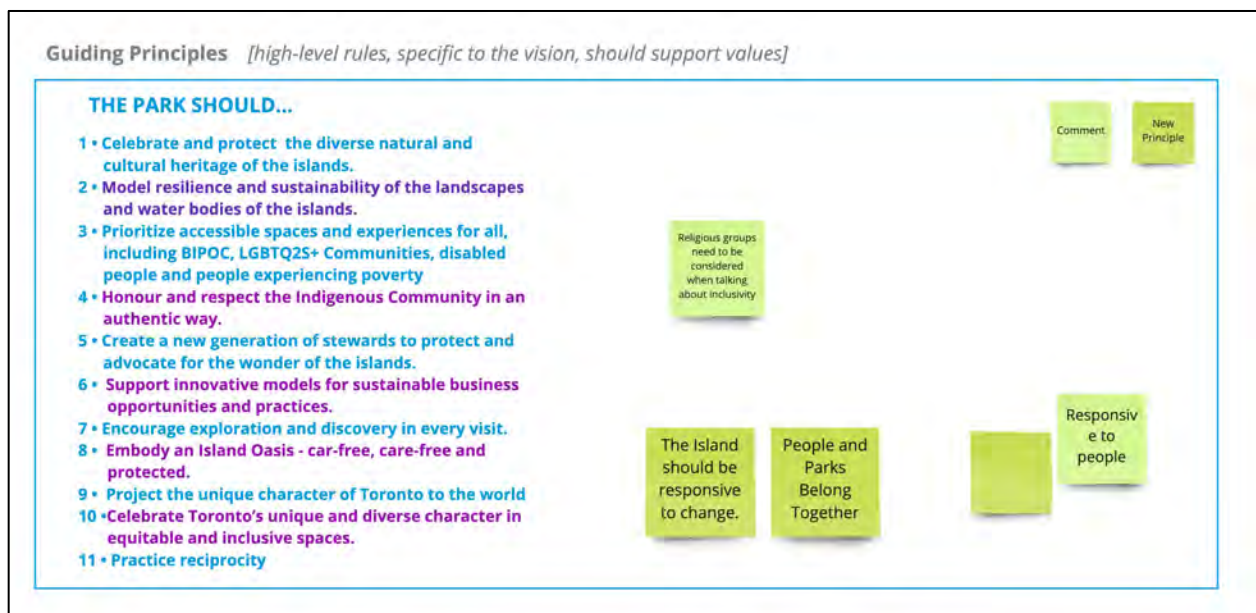 Guiding Principles [high-level rules, specific to the vision, should support values]
THE PARK SHOULD...
1 • Celebrate and protect the diverse natural and
cultural heritage of the islands.
2 • Model resilience and sustainability of the landscapes
and water bodies of the islands.
3 • Prioritize accessible spaces and experiences for all,
including BIPOC, LGBTQ2S+ Communities, disabled
people and people experiencing poverty
4 • Honour and respect the Indigenous Community in an
authentic way.
5 • Create a new generation of stewards to protect and
advocate for the wonder of the islands.
6 • Support innovative models for sustainable business
opportunities and practices.
7 • Encourage exploration and discovery in every visit.
8 • Embody an Island Oasis - car-free, care-free and
protected.
9 • Project the unique character of Toronto to the world
10 •Celebrate Toronto's unique and diverse character in
equitable and inclusive spaces.
11 • Practice reciprocity
Comment
New
Principle
Religious groups
need to be
considered
when talking
about inclusivity
The Island
should be
responsive
to change.
People and
Parks
Belong
Together
Responsiv
e to
people